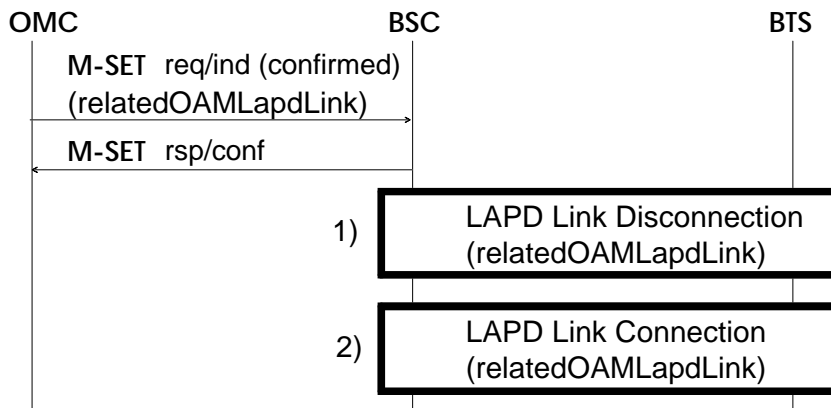 OMC BSC BTS
M-SET req/ind (confirmed)
(relatedOAMLapdLink)
M-SET rsp/conf
1) LAPD Link Disconnection
(relatedOAMLapdLink)
2) LAPD Link Connection
(relatedOAMLapdLink)